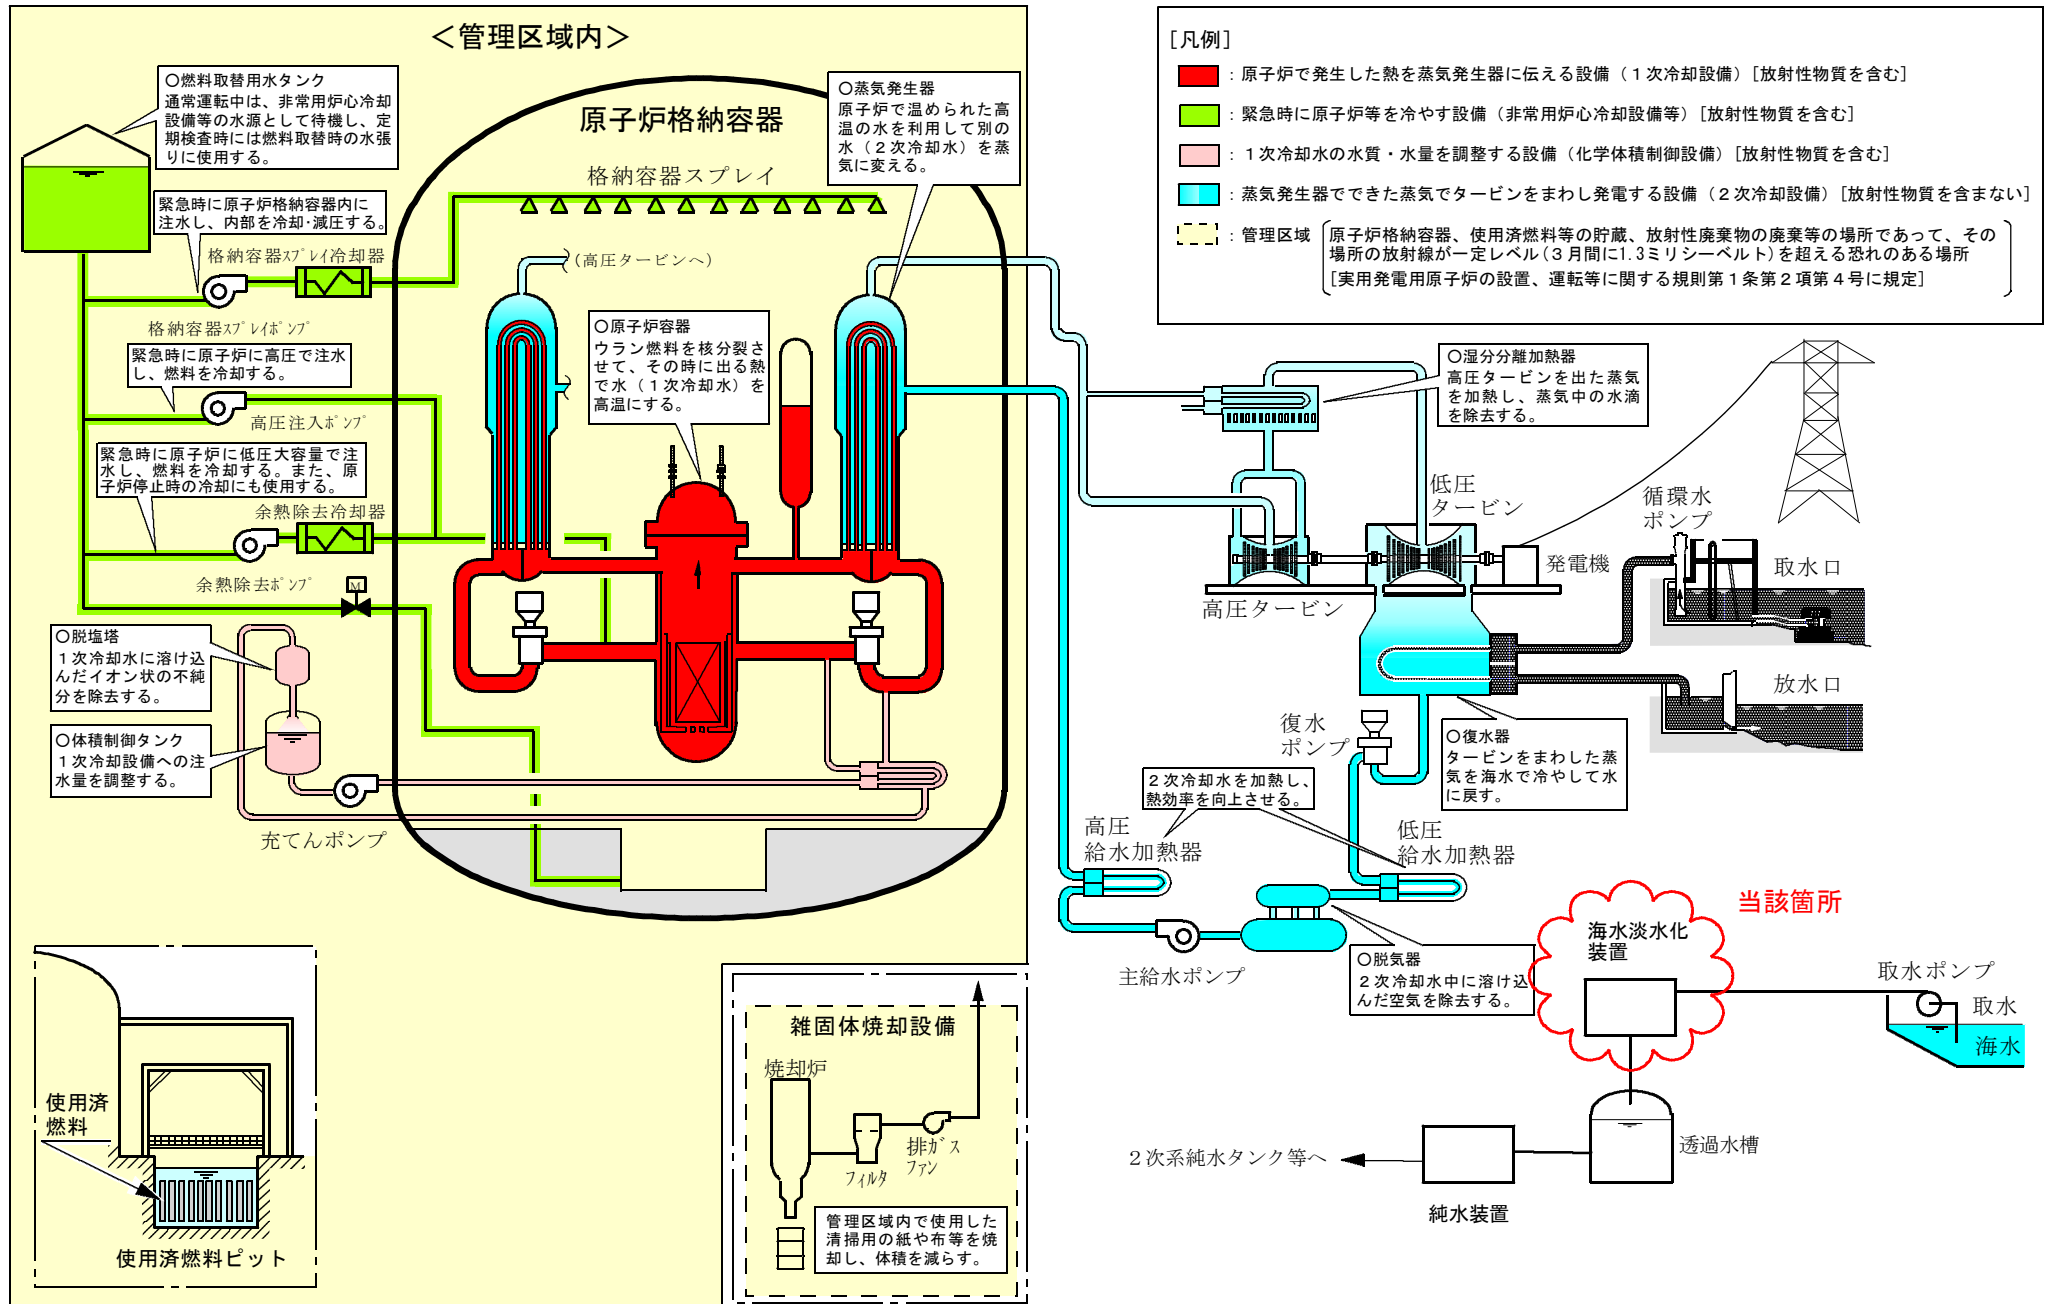 ＜管理区域内＞
○燃料取替用水タンク
通常運転中は、非常用炉心冷却
設備等の水源として待機し、定
期検査時には燃料取替時の水張
りに使用する。
緊急時に原子炉格納容器内に
注水し、内部を冷却･減圧する。
格納容器ｽﾌﾟﾚｲ冷却器
格納容器ｽﾌﾟﾚｲﾎﾟﾝﾌﾟ
緊急時に原子炉に高圧で注水
し、燃料を冷却する。
高圧注入ﾎﾟﾝﾌﾟ
緊急時に原子炉に低圧大容量で注
水し、燃料を冷却する。また、原
子炉停止時の冷却にも使用する。
余熱除去冷却器
余熱除去ﾎﾟﾝﾌﾟ
M
○脱塩塔
１次冷却水に溶け込
んだイオン状の不純
分を除去する。
○体積制御タンク
１次冷却設備への注
水量を調整する。
充てんポンプ
原子炉格納容器
格納容器スプレイ
(高圧タービンへ)
○蒸気発生器
原子炉で温められた高
温の水を利用して別の
水（２次冷却水）を蒸
気に変える。
○原子炉容器
ウラン燃料を核分裂さ
せて、その時に出る熱
で水（１次冷却水）を
高温にする。
使用済
燃料
使用済燃料ピット
雑固体焼却設備
焼却炉
フィルタ
排ガス
ファン
管理区域内で使用した
清掃用の紙や布等を焼
却し、体積を減らす。
[凡例]
：原子炉で発生した熱を蒸気発生器に伝える設備（１次冷却設備）[放射性物質を含む]
：緊急時に原子炉等を冷やす設備（非常用炉心冷却設備等）[放射性物質を含む]
：１次冷却水の水質・水量を調整する設備（化学体積制御設備）[放射性物質を含む]
：蒸気発生器でできた蒸気でタービンをまわし発電する設備（２次冷却設備）[放射性物質を含まない]
：管理区域
原子炉格納容器、使用済燃料等の貯蔵、放射性廃棄物の廃棄等の場所であって、その
場所の放射線が一定レベル(３月間に1.3ミリシーベルト)を超える恐れのある場所
[実用発電用原子炉の設置、運転等に関する規則第１条第２項第４号に規定]
○湿分分離加熱器
高圧タービンを出た蒸気
を加熱し、蒸気中の水滴
を除去する。
低圧
タービン
高圧タービン
発電機
循環水
ポンプ
取水口
放水口
復水
ポンプ
○復水器
タービンをまわした蒸
気を海水で冷やして水
に戻す。
２次冷却水を加熱し、
熱効率を向上させる。
高圧
給水加熱器
低圧
給水加熱器
主給水ポンプ
○脱気器
２次冷却水中に溶け込
んだ空気を除去する。
当該箇所
海水淡水化
装置
取水ポンプ
取水
海水
透過水槽
純水装置
２次系純水タンク等へ